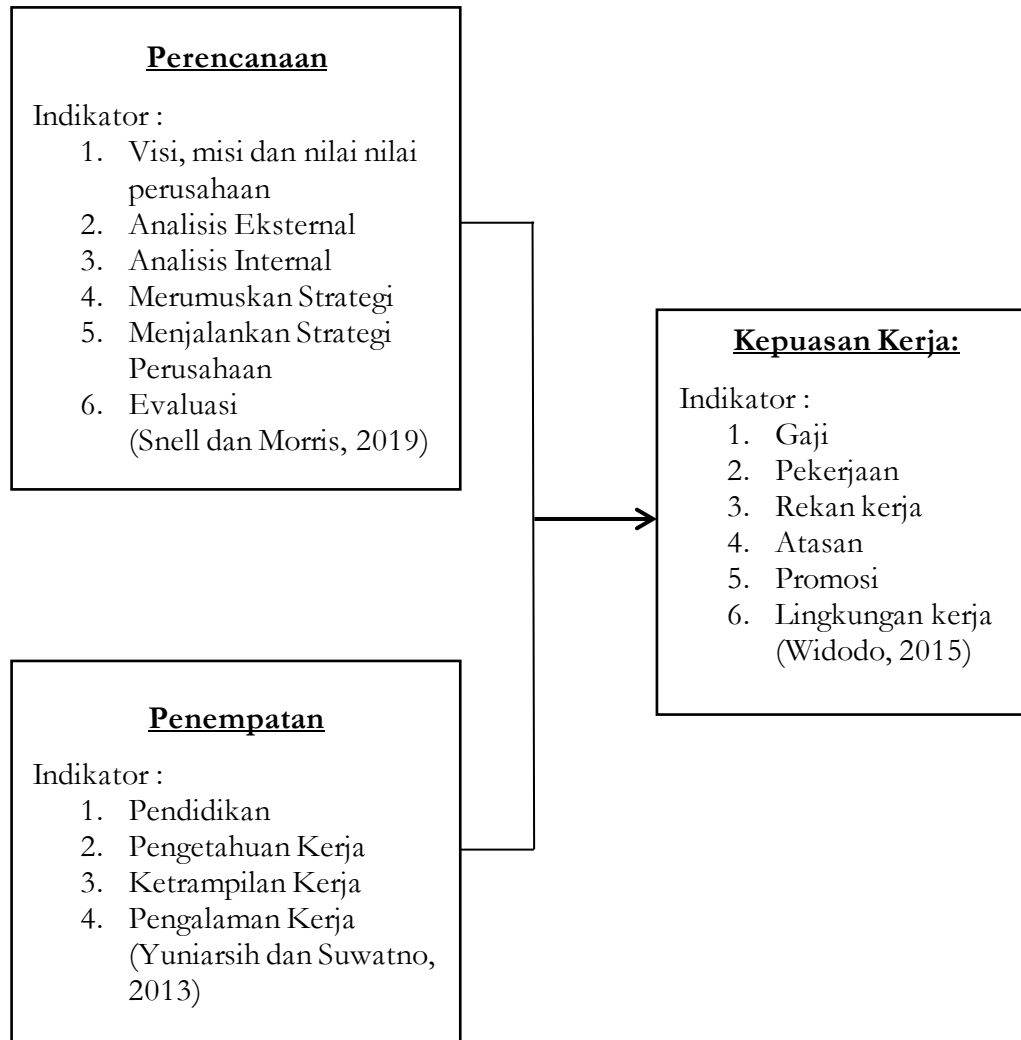 Perencanaan
Indikator :
1. Visi, misi dan nilai nilai
perusahaan
2. Analisis Eksternal
3. Analisis Internal
4. Merumuskan Strategi
5. Menjalankan Strategi
Perusahaan
6. Evaluasi
(Snell dan Morris, 2019)
Kepuasan Kerja:
Indikator :
1. Gaji
2. Pekerjaan
3. Rekan kerja
4. Atasan
5. Promosi
6. Lingkungan kerja
(Widodo, 2015)
Penempatan
Indikator :
1. Pendidikan
2. Pengetahuan Kerja
3. Ketrampilan Kerja
4. Pengalaman Kerja
(Yuniarsih dan Suwatno,
2013)